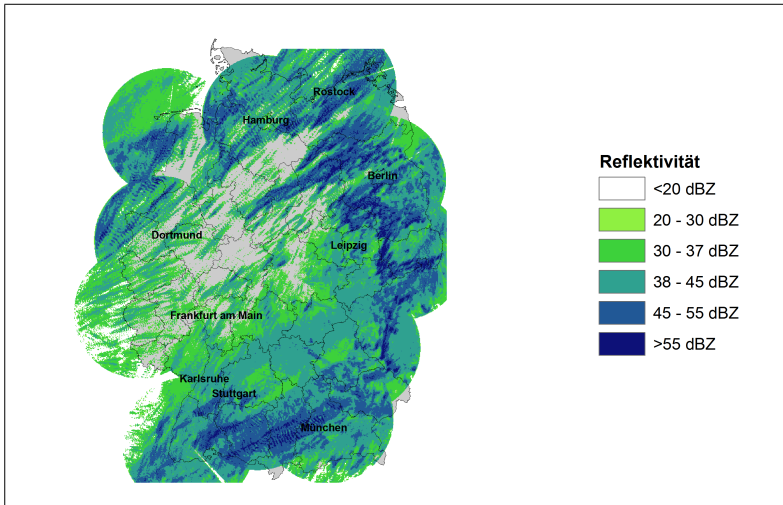 Rostock
Hamburg
Berlin
Dortmund
Leipzig
Frankfurt am Main
Karlsruhe
Stuttgart
München
Reflektivität
<20 dBZ
20 - 30 dBZ
30 - 37 dBZ
38 - 45 dBZ
45 - 55 dBZ
>55 dBZ